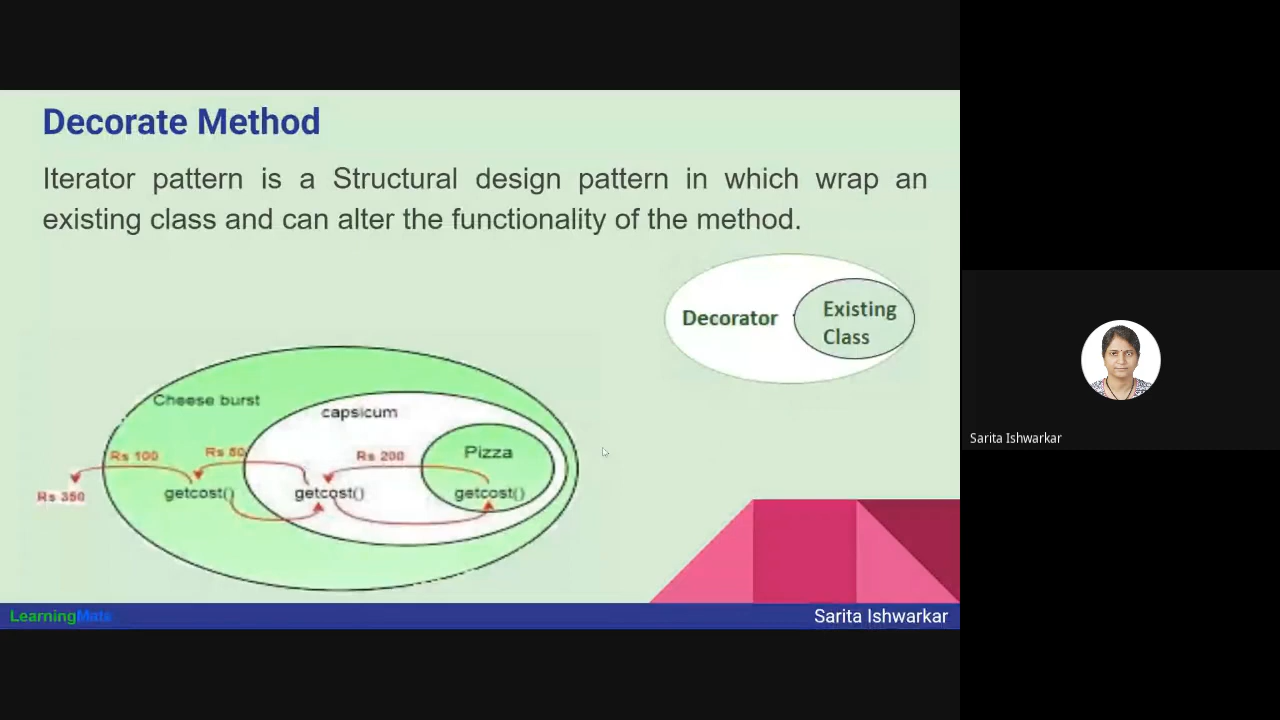 Decorate Method
Iterator pattern is a Structural design pattern in which wrap an
existing class and can alter the functionality of the method.
Decorator
Existing
Class
Cheese burst
capsicum
Pizza
Rs 100
Rs 50
Rs 200
Rs 350
getcost()
getcost()
getcost()
LearningMate
Sarita Ishwarkar
Sarita Ishwarkar